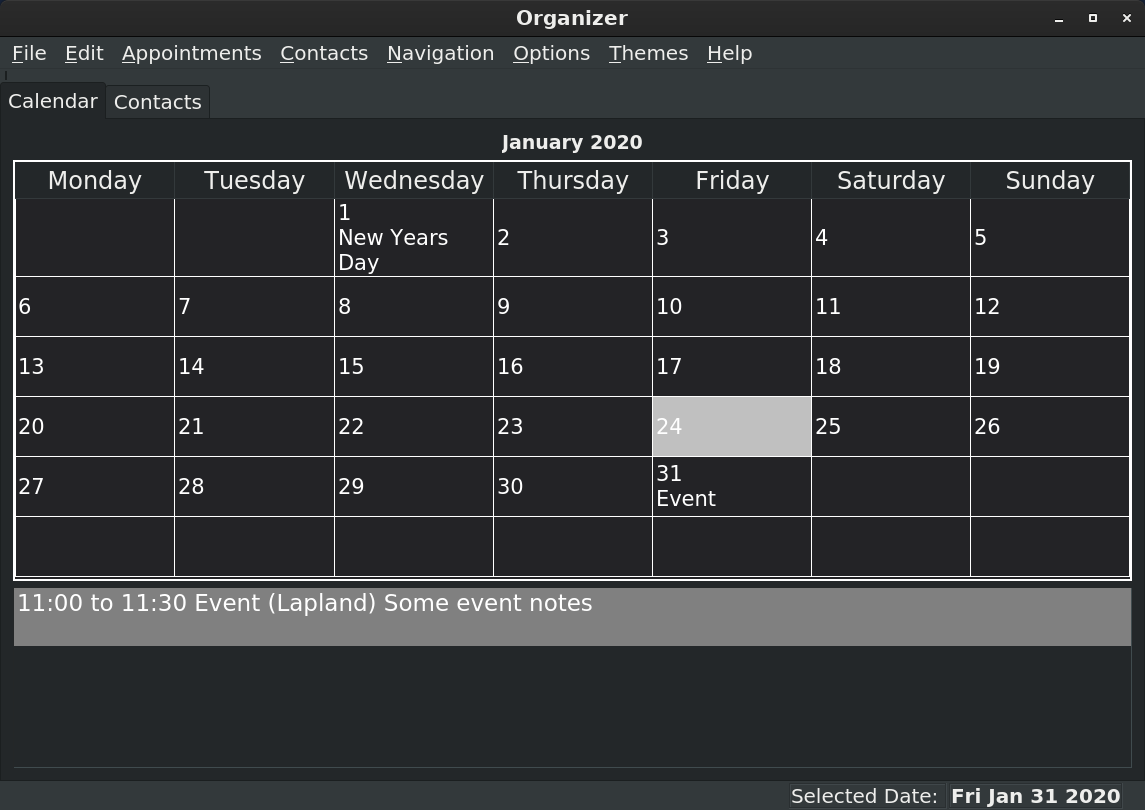 Organizer
File Edit Appointments Contacts Navigation Options Themes Help
Calendar Contacts
January 2020
Monday Tuesday Wednesday Thursday Friday Saturday Sunday
1 New Years Day 2 3 4 5
6 7 8 9 10 11 12
13 14 15 16 17 18 19
20 21 22 23 24 25 26
27 28 29 30 31 Event
11:00 to 11:30 Event (Lapland) Some event notes
Selected Date: Fri Jan 31 2020